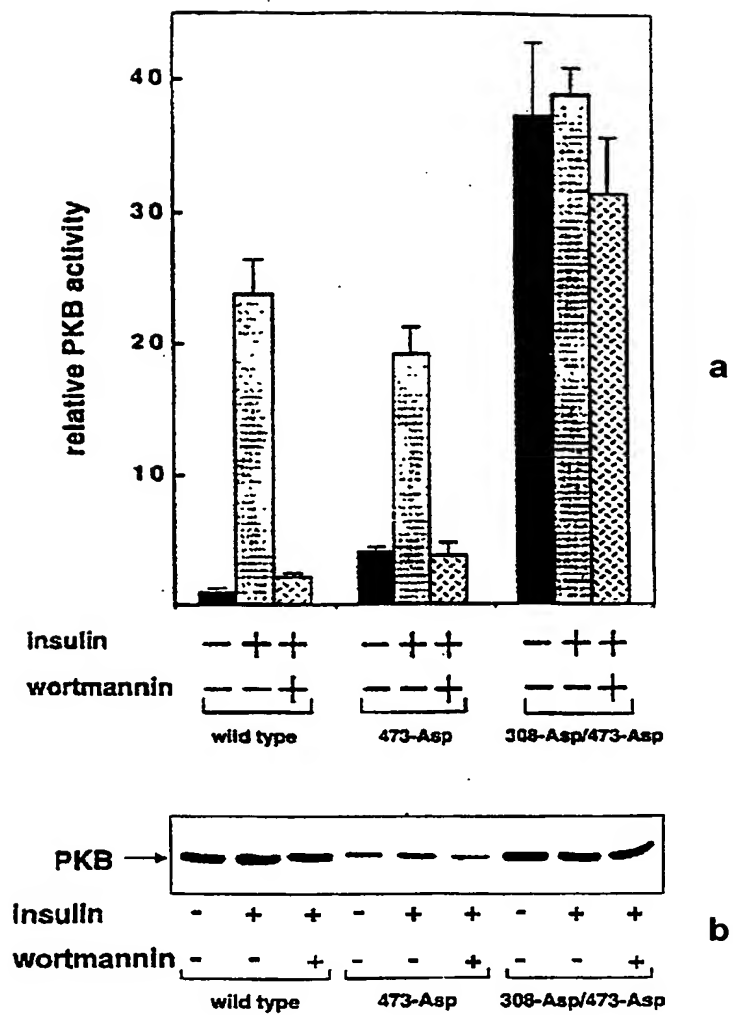 40
30
20
10
relative PKB activity
a
insulin − + + − + + − + +
wortmannin − − + − − + − − +
wild type 473-Asp 308-Asp/473-Asp
PKB
insulin - + + - + + - + +
wortmannin - - + - - + - - +
b
wild type 473-Asp 308-Asp/473-Asp